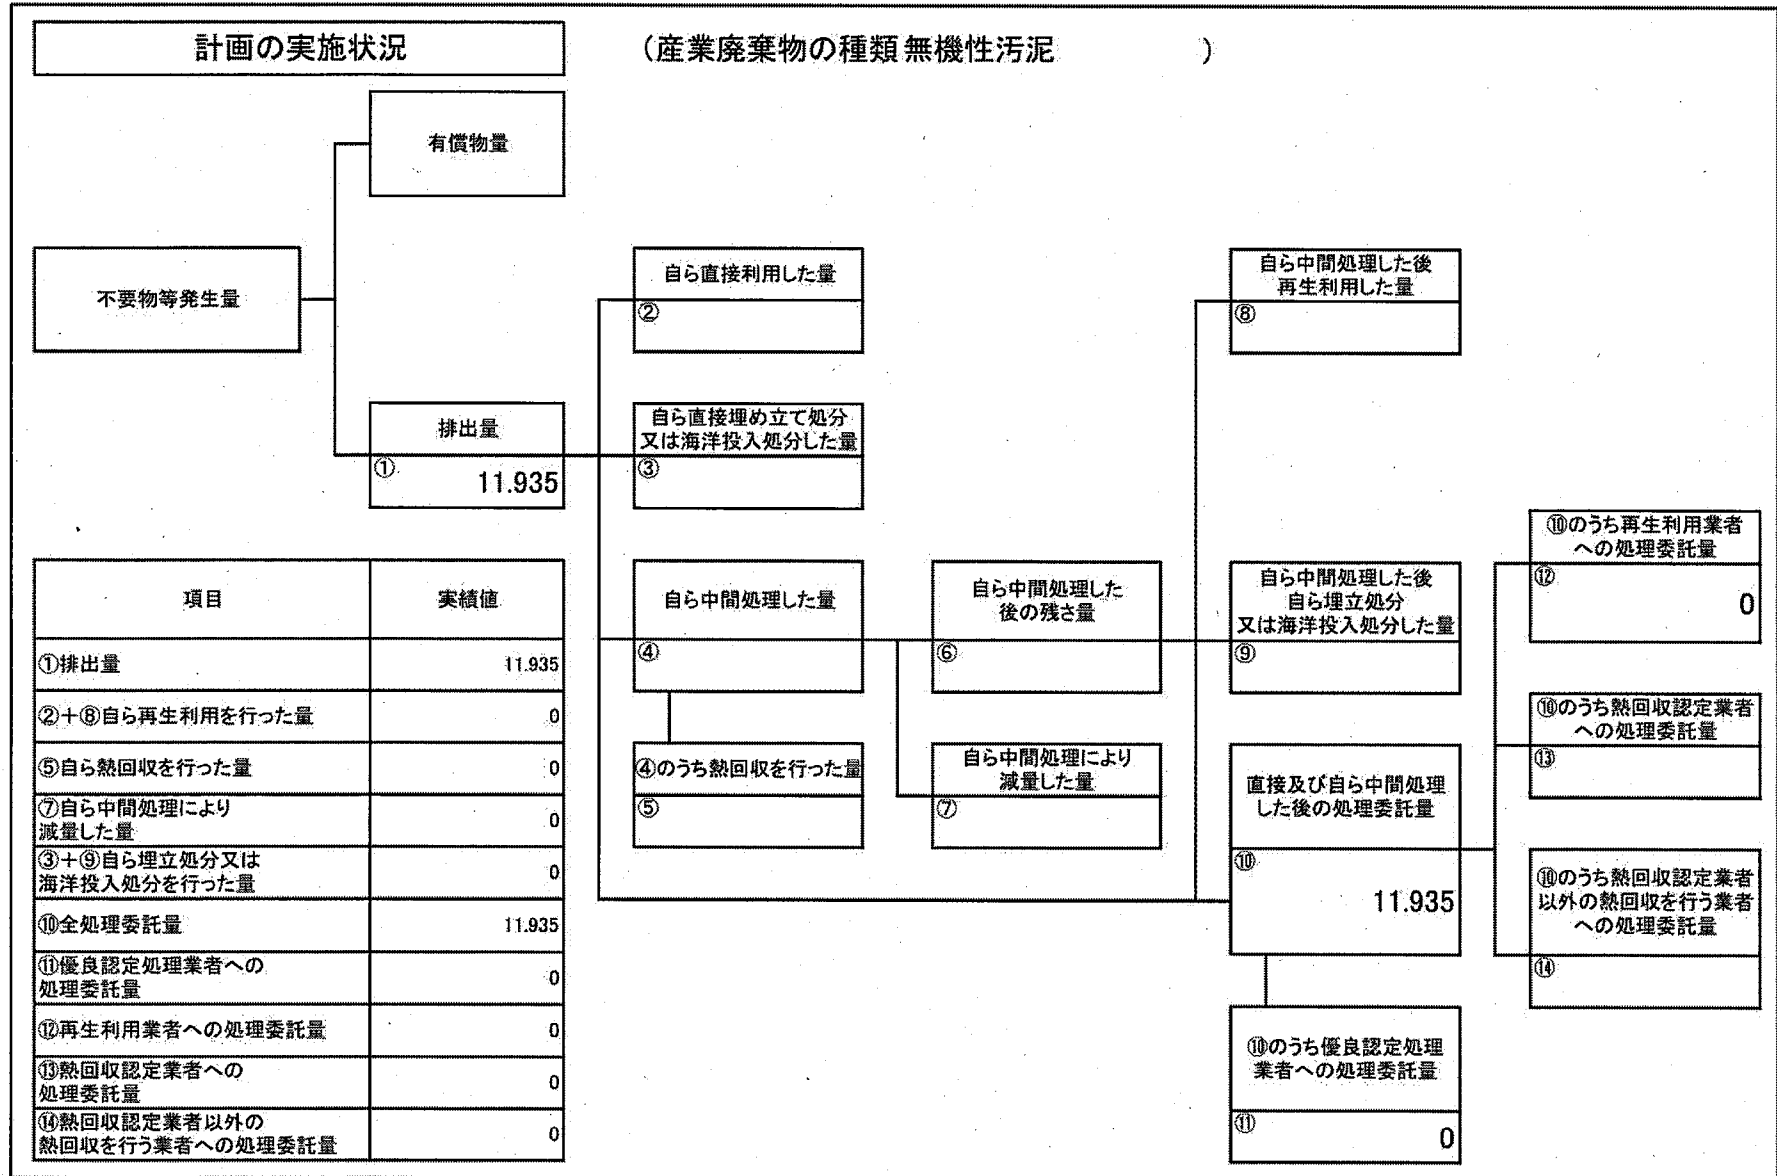 計画の実施状況
(産業廃棄物の種類 無機性汚泥 )
有償物量
不要物等発生量
排出量
①
11.935
自ら直接利用した量
②
自ら直接埋め立て処分
又は海洋投入処分した量
③
自ら中間処理した量
④
④のうち熱回収を行った量
⑤
自ら中間処理した
後の残さ量
⑥
自ら中間処理により
減量した量
⑦
自ら中間処理した後
再生利用した量
⑧
自ら中間処理した後
自ら埋立処分
又は海洋投入処分した量
⑨
直接及び自ら中間処理
した後の処理委託量
⑩
11.935
⑩のうち優良認定処理
業者への処理委託量
⑪
0
⑩のうち再生利用業者
への処理委託量
⑫
0
⑩のうち熱回収認定業者
への処理委託量
⑬
⑩のうち熱回収認定業者
以外の熱回収を行う業者
への処理委託量
⑭
項目 実績値
①排出量 11.935
②+⑧自ら再生利用を行った量 0
⑤自ら熱回収を行った量 0
⑦自ら中間処理により
減量した量 0
③+⑨自ら埋立処分又は
海洋投入処分を行った量 0
⑩全処理委託量 11.935
⑪優良認定処理業者への
処理委託量 0
⑫再生利用業者への処理委託量 0
⑬熱回収認定業者への
処理委託量 0
⑭熱回収認定業者以外の
熱回収を行う業者への処理委託量 0